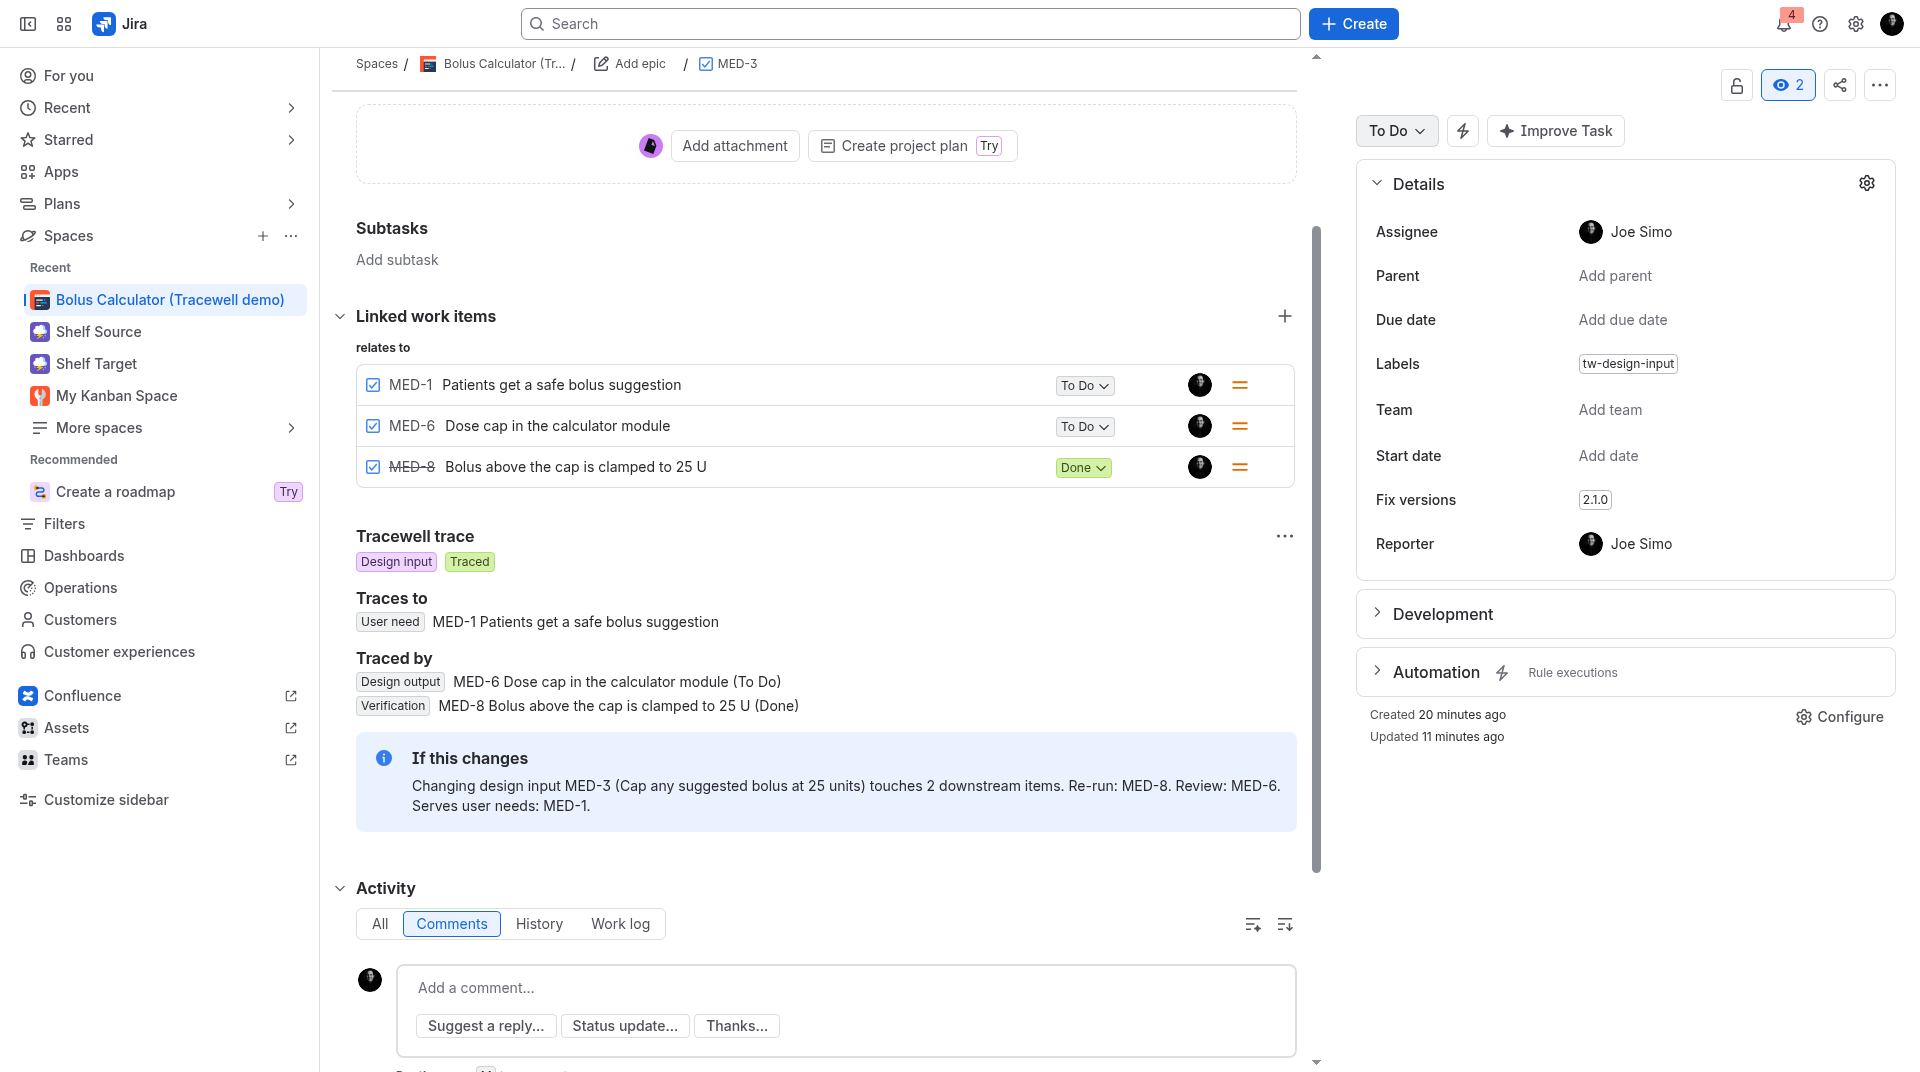 Jira
Search
Create
4
For you
Recent
Starred
Apps
Plans
Spaces
Recent
Bolus Calculator (Tracewell demo)
Shelf Source
Shelf Target
My Kanban Space
More spaces
Recommended
Create a roadmap
Try
Filters
Dashboards
Operations
Customers
Customer experiences
Confluence
Assets
Teams
Customize sidebar
Spaces / Bolus Calculator (Tr... / Add epic / MED-3
Add attachment
Create project plan Try
Subtasks
Add subtask
Linked work items
relates to
MED-1 Patients get a safe bolus suggestion To Do
MED-6 Dose cap in the calculator module To Do
MED-8 Bolus above the cap is clamped to 25 U Done
Tracewell trace
Design input Traced
Traces to
User need MED-1 Patients get a safe bolus suggestion
Traced by
Design output MED-6 Dose cap in the calculator module (To Do)
Verification MED-8 Bolus above the cap is clamped to 25 U (Done)
If this changes
Changing design input MED-3 (Cap any suggested bolus at 25 units) touches 2 downstream items. Re-run: MED-8. Review: MED-6.
Serves user needs: MED-1.
Activity
All Comments History Work log
Add a comment...
Suggest a reply... Status update... Thanks...
2
To Do
Improve Task
Details
Assignee Joe Simo
Parent Add parent
Due date Add due date
Labels tw-design-input
Team Add team
Start date Add date
Fix versions 2.1.0
Reporter Joe Simo
Development
Automation Rule executions
Created 20 minutes ago
Configure
Updated 11 minutes ago